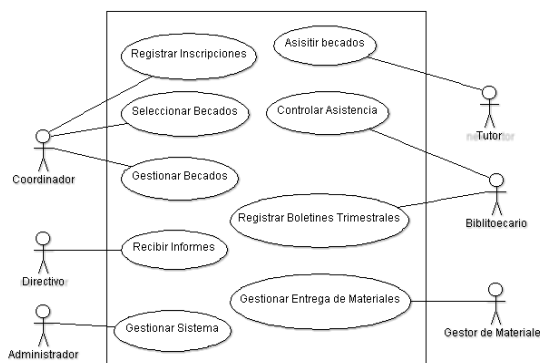 Registrar Inscripciones
Asisitir becados
Seleccionar Becados
Controlar Asistencia
Tutor
Coordinador
Gestionar Becados
Registrar Boletines Trimestrales
Biblitoecario
Recibir Informes
Directivo
Gestionar Entrega de Materiales
Gestionar Sistema
Gestor de Materiale
Administrador